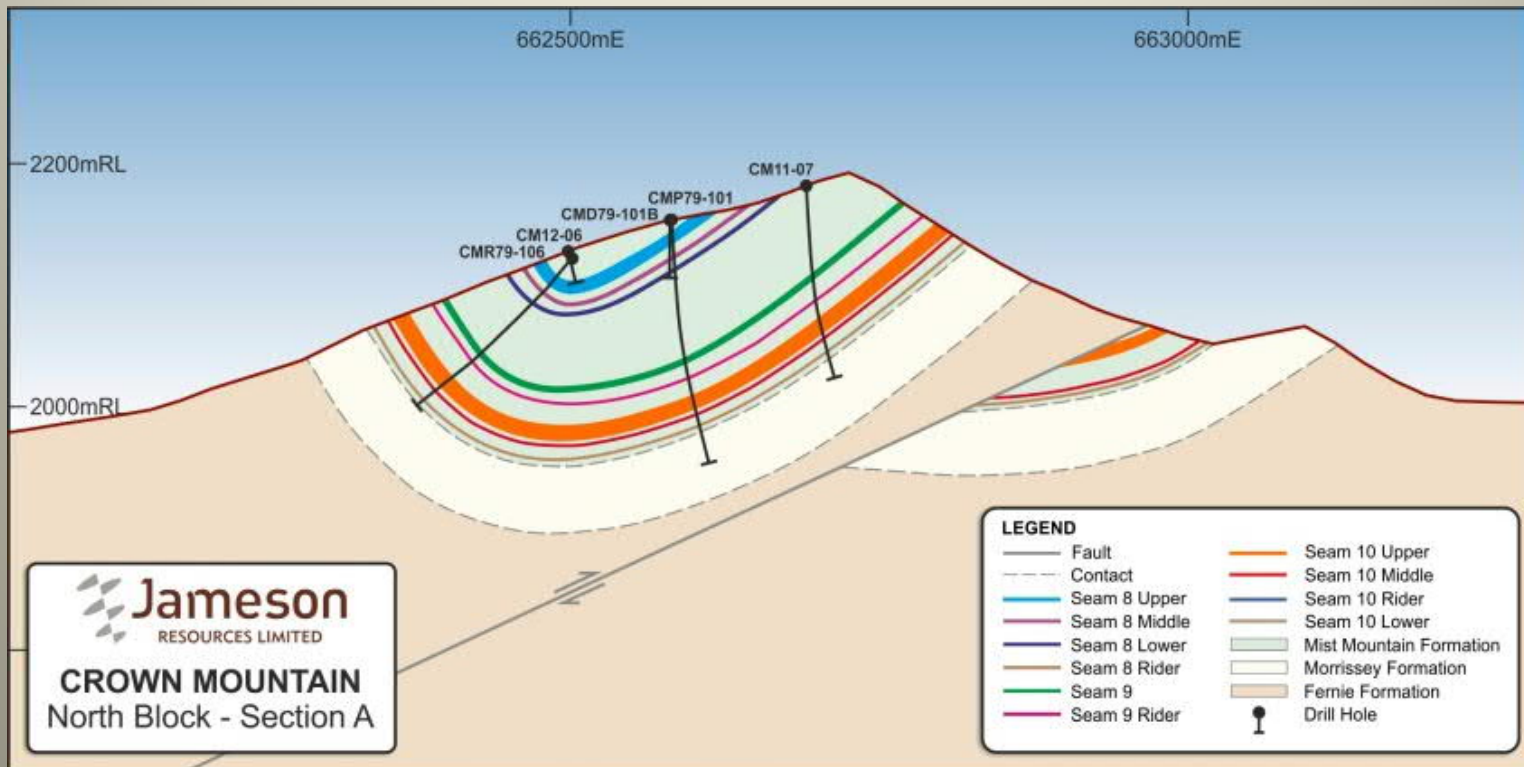 662500mE
663000mE
2200mRL
CM11-07
CMP79-101
CMD79-101B
CM12-06
CMR79-106
2000mRL
Jameson
RESOURCES LIMITED
CROWN MOUNTAIN
North Block - Section A
LEGEND
Fault
Contact
Seam 8 Upper
Seam 8 Middle
Seam 8 Lower
Seam 8 Rider
Seam 9
Seam 9 Rider
Seam 10 Upper
Seam 10 Middle
Seam 10 Rider
Seam 10 Lower
Mist Mountain Formation
Morrissey Formation
Fernie Formation
Drill Hole